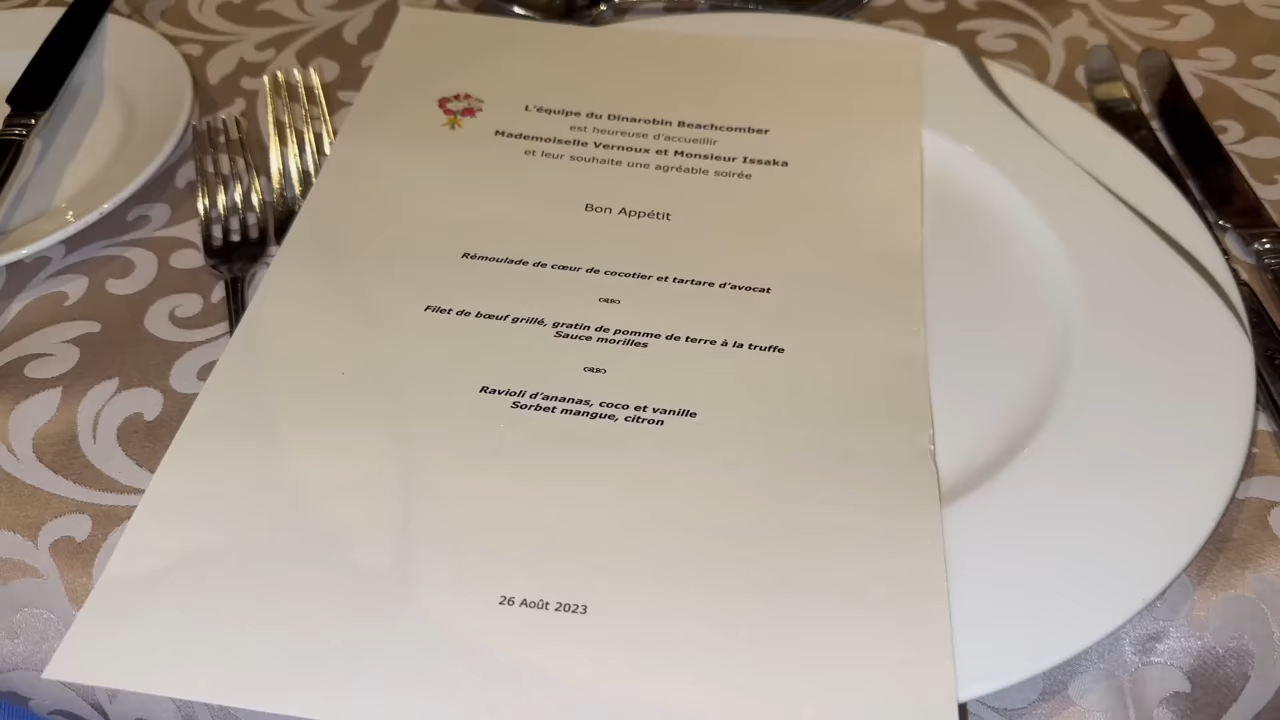 L'équipe du Dinarobin Beachcomber
est heureuse d'accueillir
Mademoiselle Vernoux et Monsieur Issaka
et leur souhaite une agréable soirée
Bon Appétit
Rémoulade de cœur de cocotier et tartare d'avocat
Filet de bœuf grillé, gratin de pomme de terre à la truffe
Sauce morilles
Ravioli d'ananas, coco et vanille
Sorbet mangue, citron
26 Août 2023